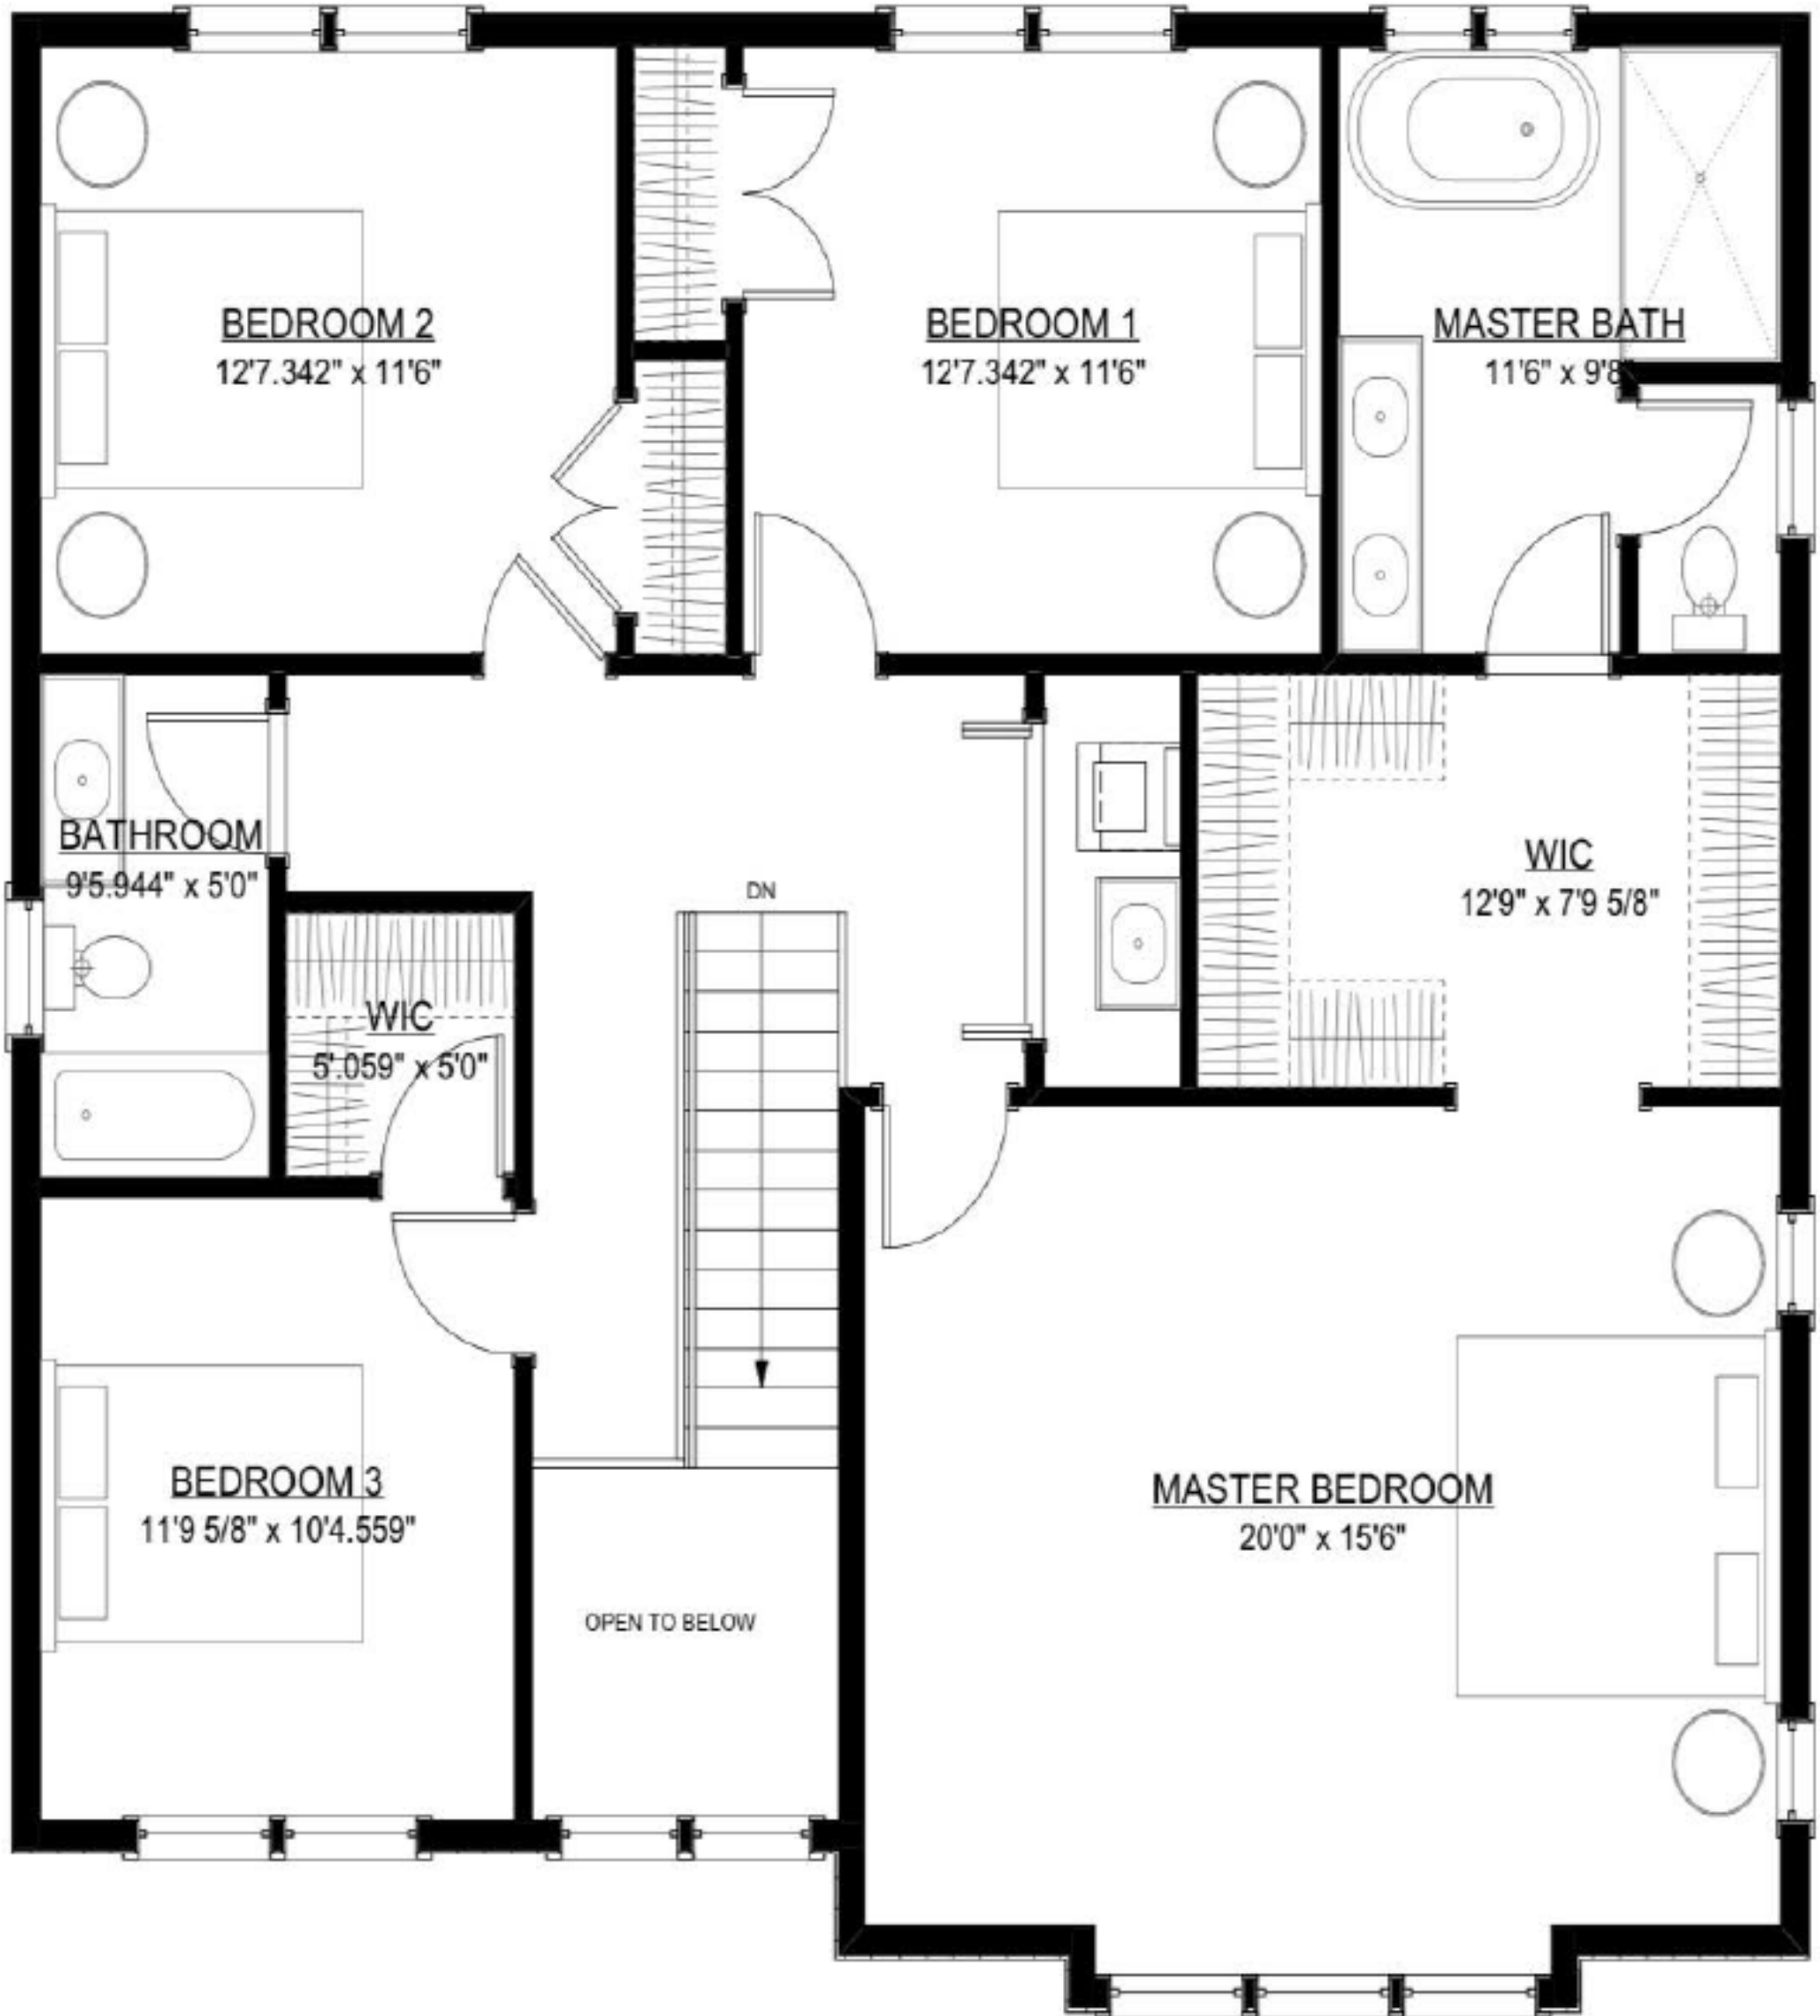 BEDROOM 2
12'7.342" x 11'6"
BEDROOM 1
12'7.342" x 11'6"
MASTER BATH
11'6" x 9'8"
BATHROOM
9'5.944" x 5'0"
DN
WIC
12'9" x 7'9 5/8"
WIC
5'.059" x 5'0"
BEDROOM 3
11'9 5/8" x 10'4.559"
MASTER BEDROOM
20'0" x 15'6"
OPEN TO BELOW